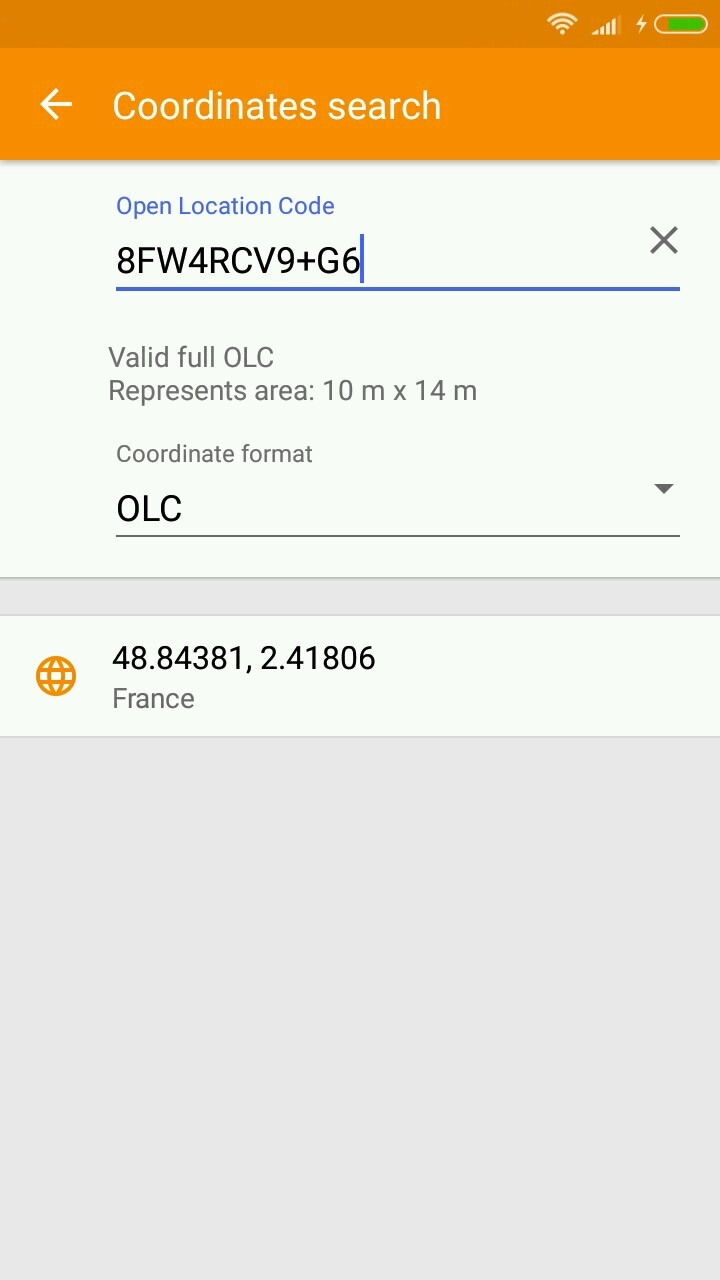 Coordinates search
Open Location Code
8FW4RCV9+G6
Valid full OLC
Represents area: 10 m x 14 m
Coordinate format
OLC
48.84381, 2.41806
France